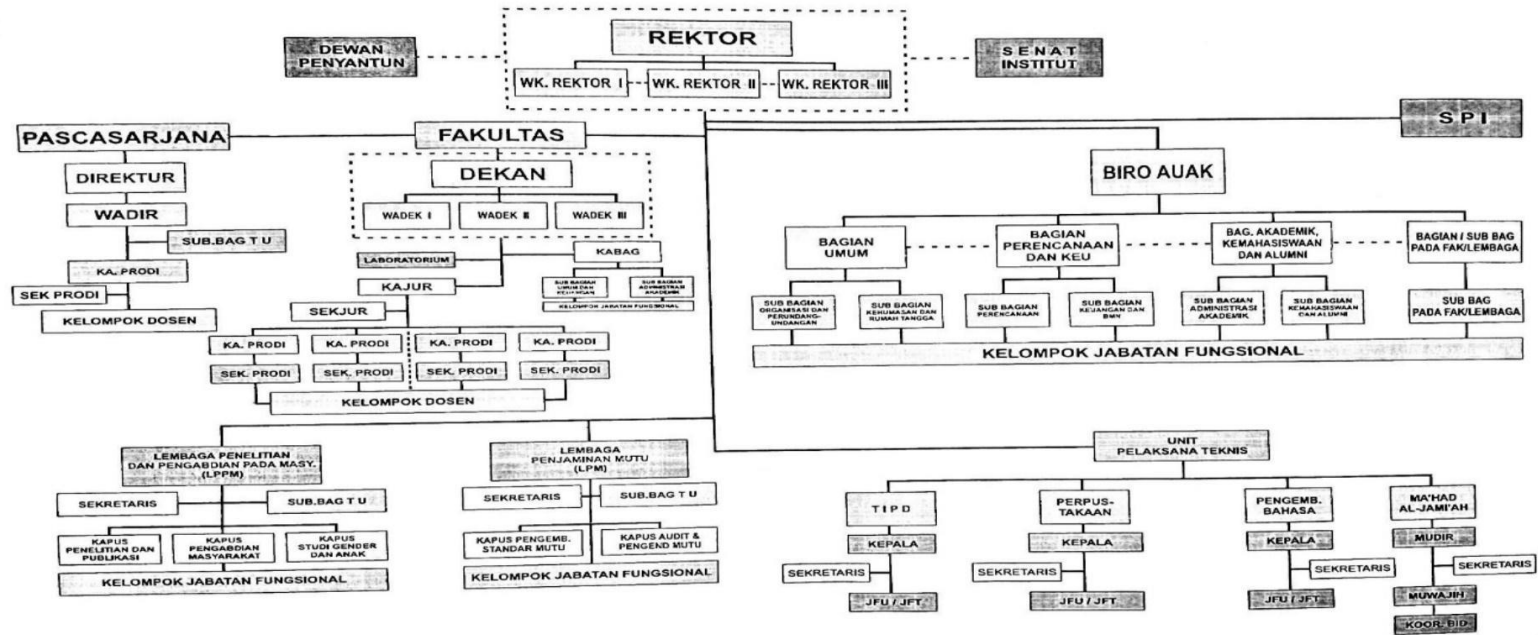 REKTOR
DEWAN
PENYANTUN
SENAT
INSTITUT
WK. REKTOR I
WK. REKTOR II
WK. REKTOR III
SPI
PASCASARJANA
FAKULTAS
BIRO AUAK
DIREKTUR
DEKAN
WADIR
WADEK I
WADEK II
WADEK III
SUB.BAG T U
KA. PRODI
SEK PRODI
KELOMPOK DOSEN
LABORATORIUM
KABAG
KAJUR
SUB BAGIAN
UMUM DAN
KEUANGAN
SUB BAGIAN
ADMINISTRASI
AKADEMIK
KELOMPOK JABATAN FUNGSIONAL
SEKJUR
KA. PRODI
KA. PRODI
KA. PRODI
KA. PRODI
SEK. PRODI
SEK. PRODI
SEK. PRODI
SEK. PRODI
KELOMPOK DOSEN
BAGIAN
UMUM
BAGIAN
PERENCANAAN
DAN KEU
BAG. AKADEMIK,
KEMAHASISWAAN
DAN ALUMNI
BAGIAN / SUB BAG
PADA FAK/LEMBAGA
SUB BAGIAN
ORGANISASI DAN
PERUNDANG-
UNDANGAN
SUB BAGIAN
KEHUMASAN DAN
RUMAH TANGGA
SUB BAGIAN
PERENCANAAN
SUB BAGIAN
KEUANGAN DAN
BMN
SUB BAGIAN
ADMINISTRASI
AKADEMIK
SUB BAGIAN
KEMAHASISWAAN
DAN ALUMNI
SUB BAG
PADA FAK/LEMBAGA
KELOMPOK JABATAN FUNGSIONAL
LEMBAGA PENELITIAN
DAN PENGABDIAN PADA MASY.
(LPPM)
SEKRETARIS
SUB.BAG T U
KAPUS
PENELITIAN DAN
PUBLIKASI
KAPUS
PENGABDIAN
MASYARAKAT
KAPUS
STUDI GENDER
DAN ANAK
KELOMPOK JABATAN FUNGSIONAL
LEMBAGA
PENJAMINAN MUTU
(LPM)
SEKRETARIS
SUB.BAG T U
KAPUS PENGEMB.
STANDAR MUTU
KAPUS AUDIT &
PENGEND MUTU
KELOMPOK JABATAN FUNGSIONAL
UNIT
PELAKSANA TEKNIS
TIPD
KEPALA
SEKRETARIS
JFU / JFT
PERPUS-
TAKAAN
KEPALA
SEKRETARIS
JFU / JFT
PENGEMB.
BAHASA
KEPALA
SEKRETARIS
JFU / JFT
MA'HAD
AL-JAMI'AH
MUDIR
SEKRETARIS
MUWAJIH
KOOR-BID